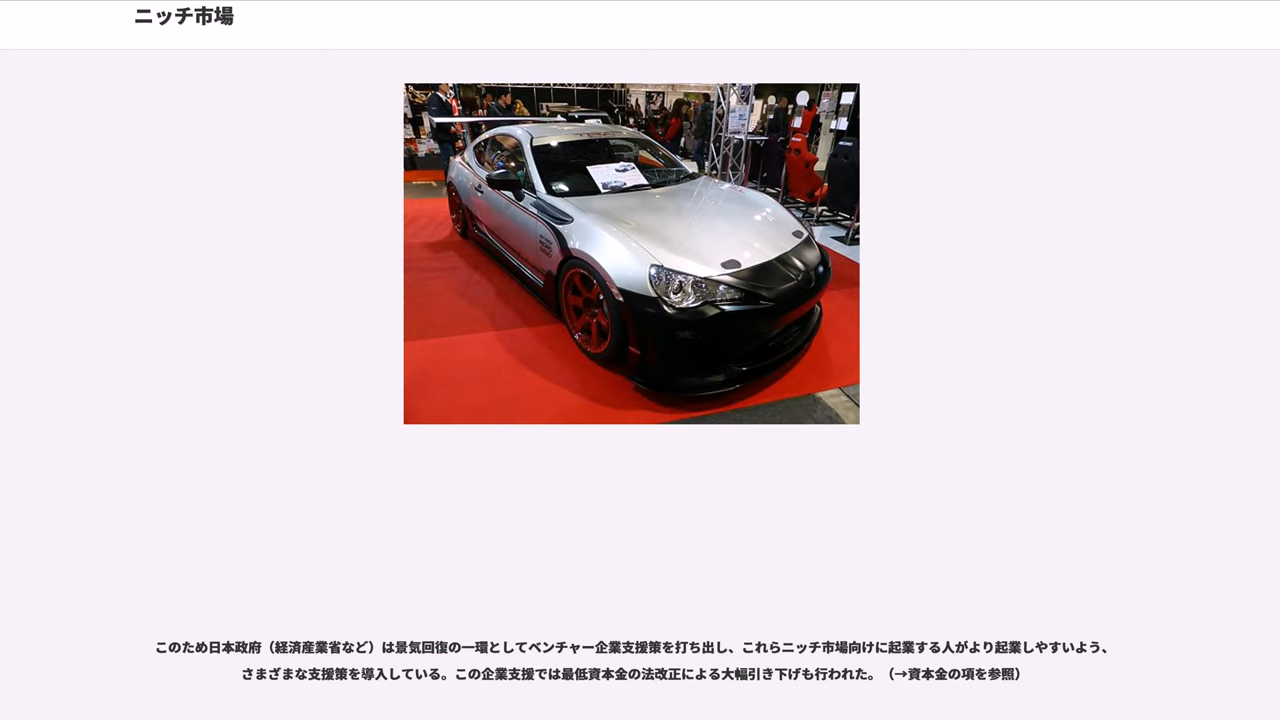 ニッチ市場
このため日本政府（経済産業省など）は景気回復の一環としてベンチャー企業支援策を打ち出し、これらニッチ市場向けに起業する人がより起業しやすいよう、
さまざまな支援策を導入している。この企業支援では最低資本金の法改正による大幅引き下げも行われた。（→資本金の項を参照）